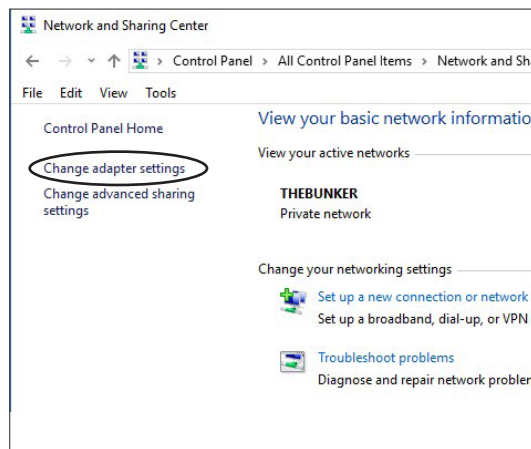 Network and Sharing Center
Control Panel > All Control Panel Items > Network and Sh
File Edit View Tools
Control Panel Home
Change adapter settings
Change advanced sharing
settings
View your basic network informatio
View your active networks
THEBUNKER
Private network
Change your networking settings
Set up a new connection or network
Set up a broadband, dial-up, or VPN
Troubleshoot problems
Diagnose and repair network probler